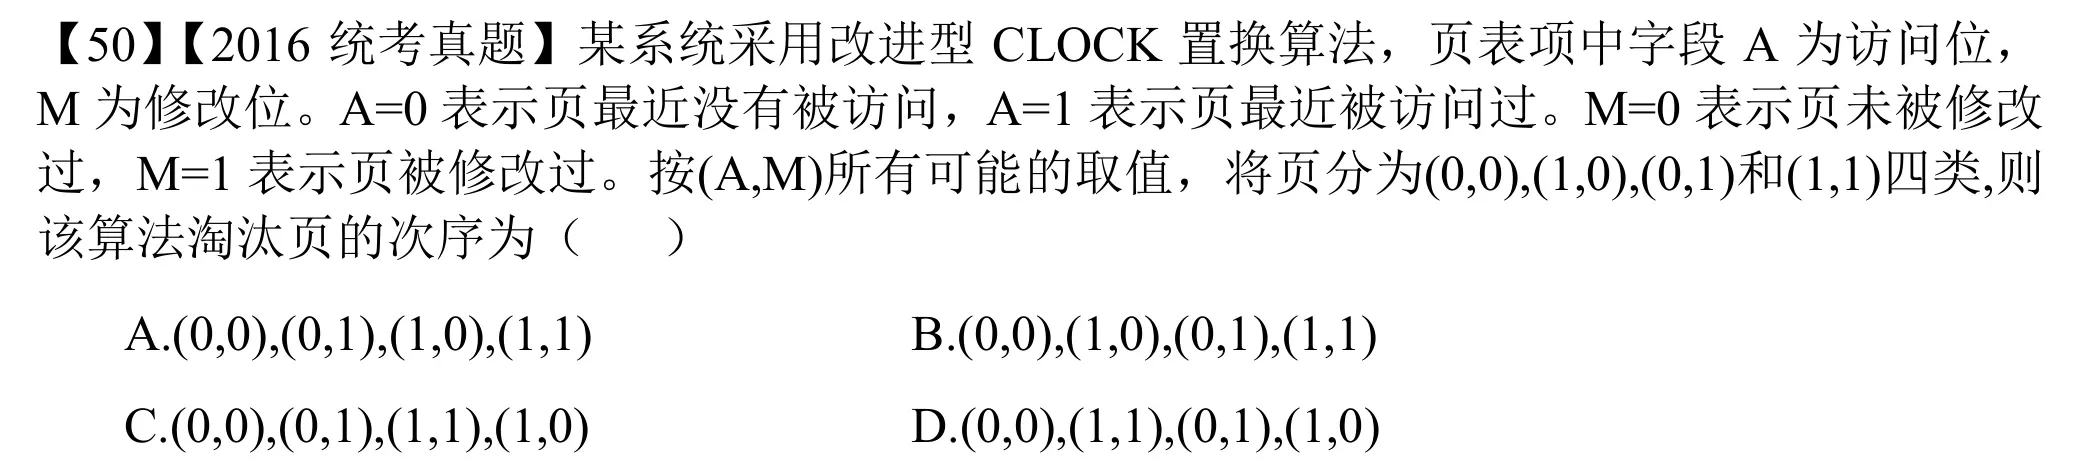 【50】【2016 统考真题】某系统采用改进型 CLOCK 置换算法，页表项中字段 A 为访问位，
M 为修改位。A=0 表示页最近没有被访问，A=1 表示页最近被访问过。M=0 表示页未被修改
过，M=1 表示页被修改过。按(A,M)所有可能的取值，将页分为(0,0),(1,0),(0,1)和(1,1)四类,则
该算法淘汰页的次序为（　　）
A.(0,0),(0,1),(1,0),(1,1)　　B.(0,0),(1,0),(0,1),(1,1)
C.(0,0),(0,1),(1,1),(1,0)　　D.(0,0),(1,1),(0,1),(1,0)